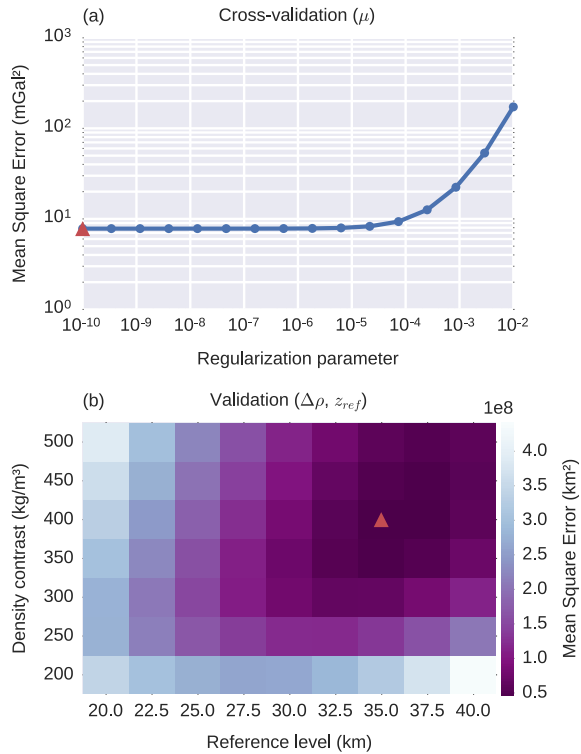 (a) Cross-validation (μ)
Mean Square Error (mGal²)
10³
10²
10¹
10⁰
10⁻¹⁰ 10⁻⁹ 10⁻⁸ 10⁻⁷ 10⁻⁶ 10⁻⁵ 10⁻⁴ 10⁻³ 10⁻²
Regularization parameter
(b) Validation (Δρ, z_ref)
1e8
Density contrast (kg/m³)
500
450
400
350
300
250
200
20.0 22.5 25.0 27.5 30.0 32.5 35.0 37.5 40.0
Reference level (km)
4.0
3.5
3.0
2.5
2.0
1.5
1.0
0.5
Mean Square Error (km²)